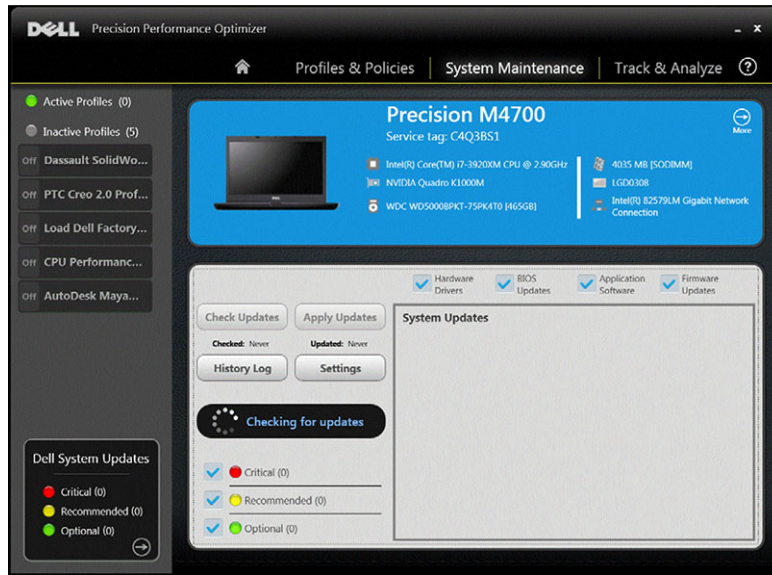 DELL Precision Performance Optimizer
Profiles & Policies
System Maintenance
Track & Analyze
?
Active Profiles (0)
Inactive Profiles (5)
Off Dassault SolidWo...
Off PTC Creo 2.0 Prof...
Off Load Dell Factory...
Off CPU Performanc...
Off AutoDesk Maya...
Dell System Updates
Critical (0)
Recommended (0)
Optional (0)
Precision M4700
Service tag: C4Q3BS1
More
Intel(R) Core(TM) i7-3920XM CPU @ 2.90GHz
NVIDIA Quadro K1000M
WDC WD5000BPKT-75PK4T0 [465GB]
4035 MB [SODIMM]
LGD0308
Intel(R) 82579LM Gigabit Network
Connection
Hardware
Drivers
BIOS
Updates
Application
Software
Firmware
Updates
Check Updates
Apply Updates
Checked: Never
Updated: Never
History Log
Settings
Checking for updates
Critical (0)
Recommended (0)
Optional (0)
System Updates